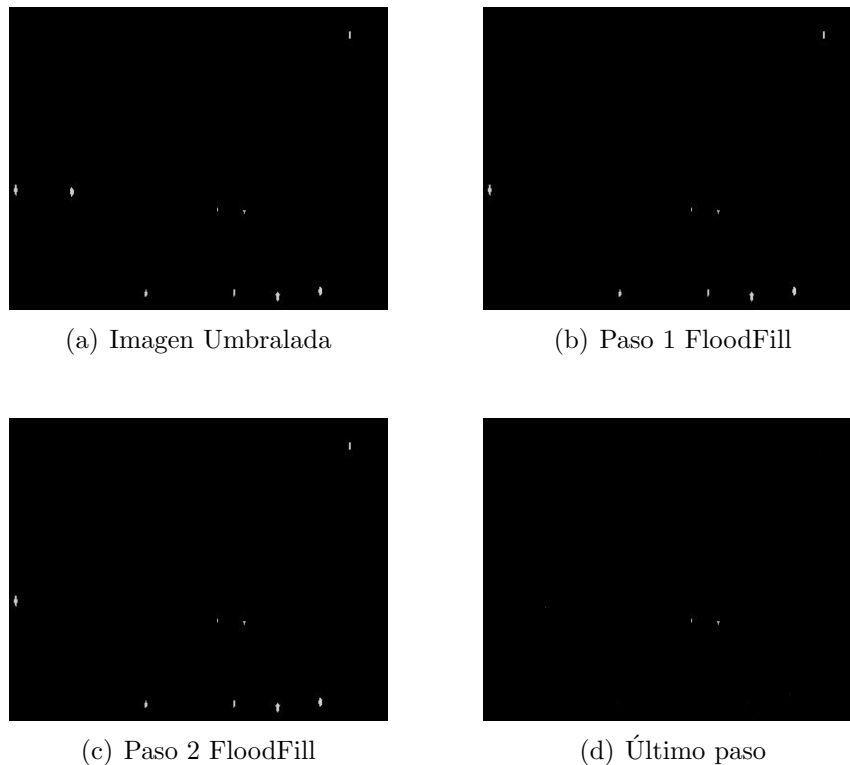 (a) Imagen Umbralada
(b) Paso 1 FloodFill
(c) Paso 2 FloodFill
(d) Último paso